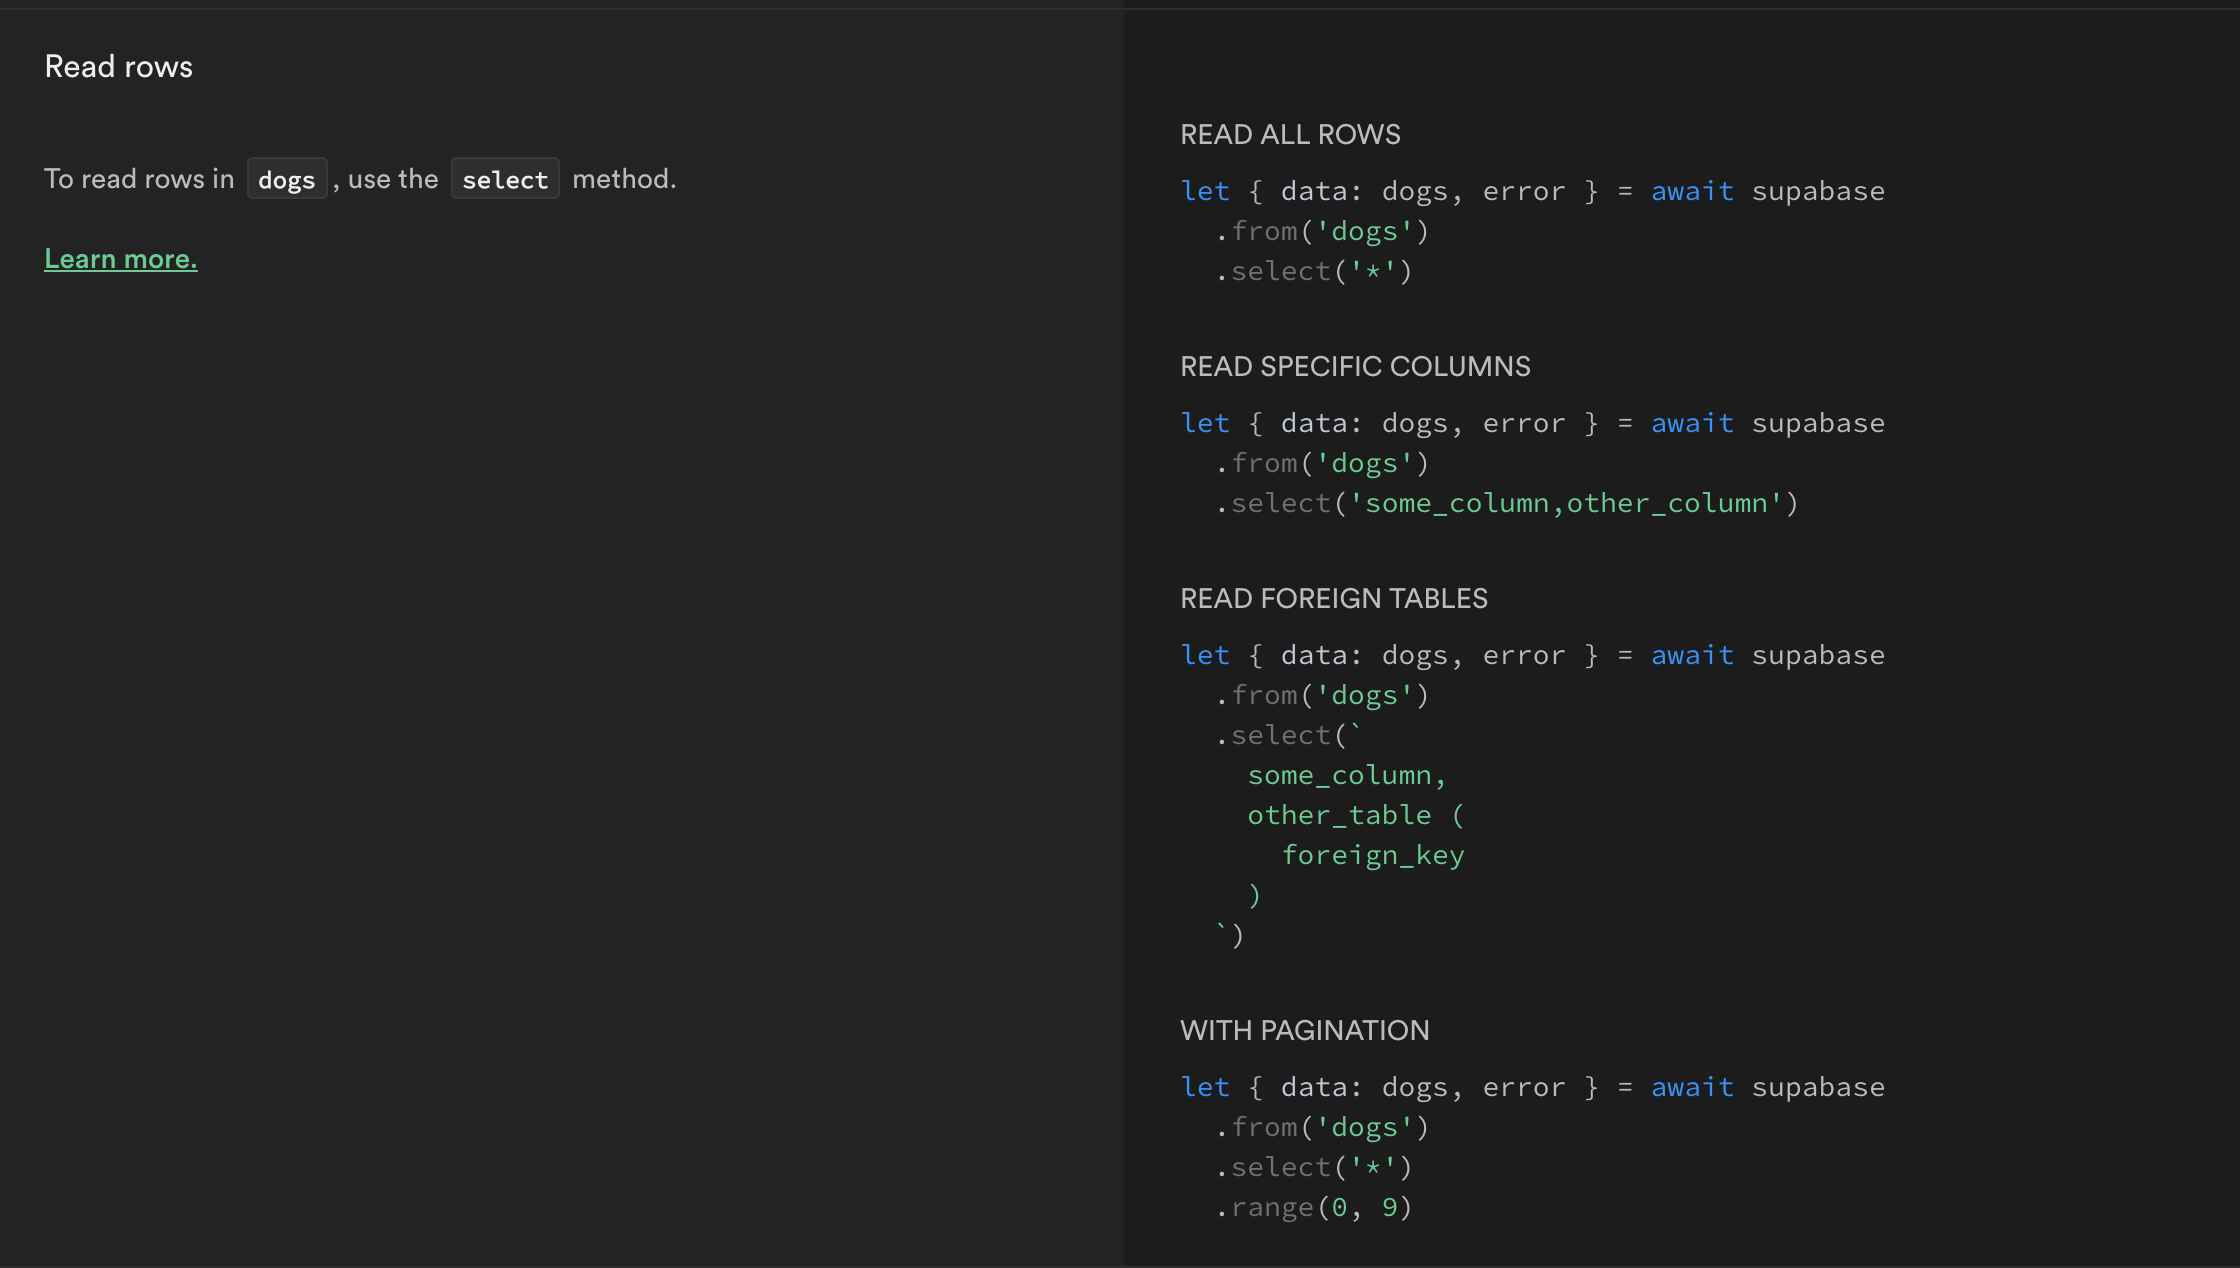 Read rows
To read rows in dogs , use the select method.
Learn more.
READ ALL ROWS
let { data: dogs, error } = await supabase
  .from('dogs')
  .select('*')
READ SPECIFIC COLUMNS
let { data: dogs, error } = await supabase
  .from('dogs')
  .select('some_column,other_column')
READ FOREIGN TABLES
let { data: dogs, error } = await supabase
  .from('dogs')
  .select(`
    some_column,
    other_table (
      foreign_key
    )
  `)
WITH PAGINATION
let { data: dogs, error } = await supabase
  .from('dogs')
  .select('*')
  .range(0, 9)